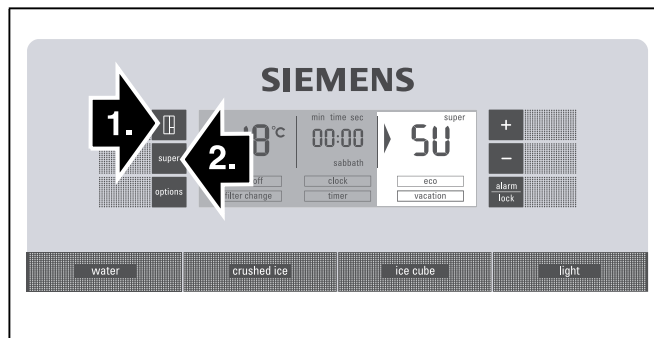 SIEMENS
1.
min time sec
super
18°C
00:00
SU
+
super
2.
sabbath
−
options
off
clock
eco
alarm
lock
filter change
timer
vacation
water
crushed ice
ice cube
light